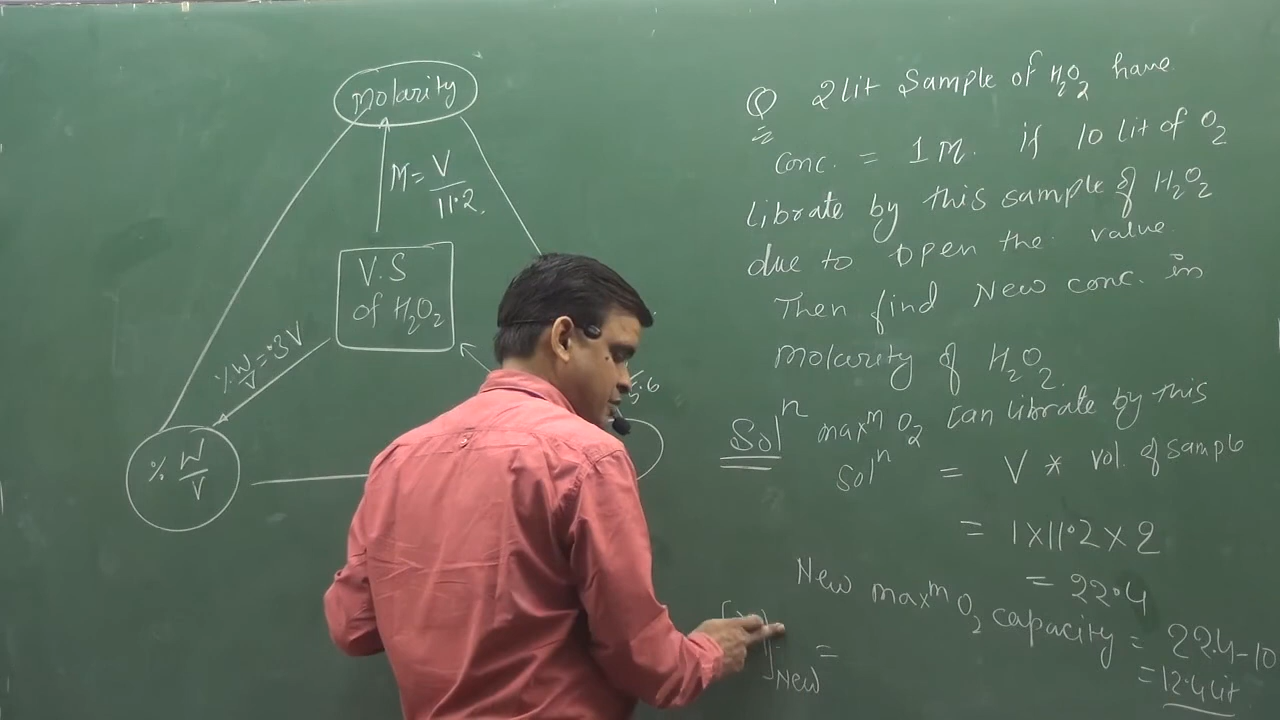 Molarity
M = V/11.2
V.S
of H₂O₂
% W/V = .3V
5.6
% W/V
Q 2 lit Sample of H₂O₂ have
conc. = 1 M. if 10 lit of O₂
librate by this sample of H₂O₂
due to open the value.
Then find New conc. in
Molarity of H₂O₂.
Solⁿ maxᵐ O₂ can librate by this
Solⁿ = V * vol. of sample
= 1×11.2×2
= 22.4
New maxᵐ O₂ capacity = 22.4-10
= 12.4 lit
]New =